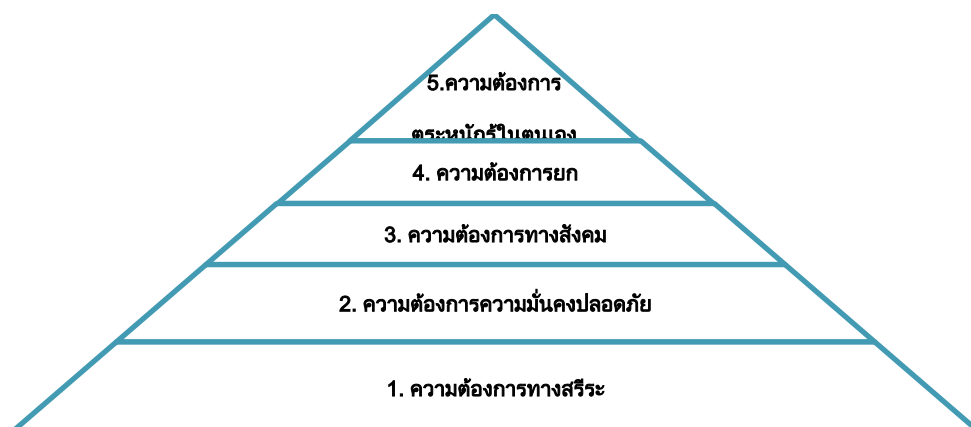 5.ความต้องการ
ตระหนักรู้ในตนเอง
4. ความต้องการยก
3. ความต้องการทางสังคม
2. ความต้องการความมั่นคงปลอดภัย
1. ความต้องการทางสรีระ